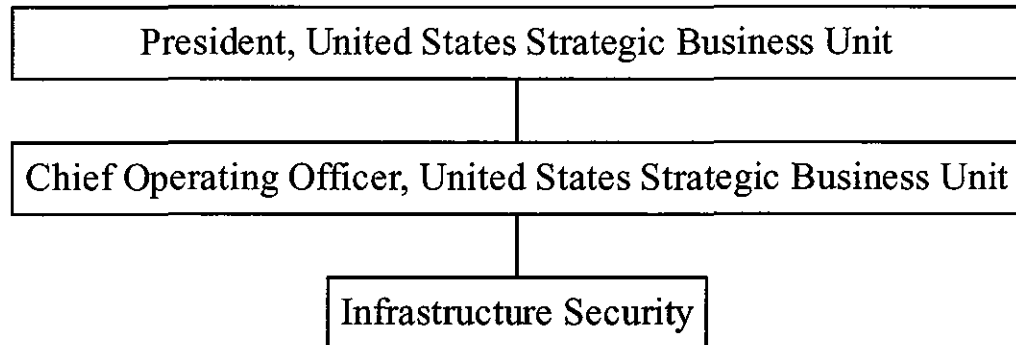 President, United States Strategic Business Unit
Chief Operating Officer, United States Strategic Business Unit
Infrastructure Security